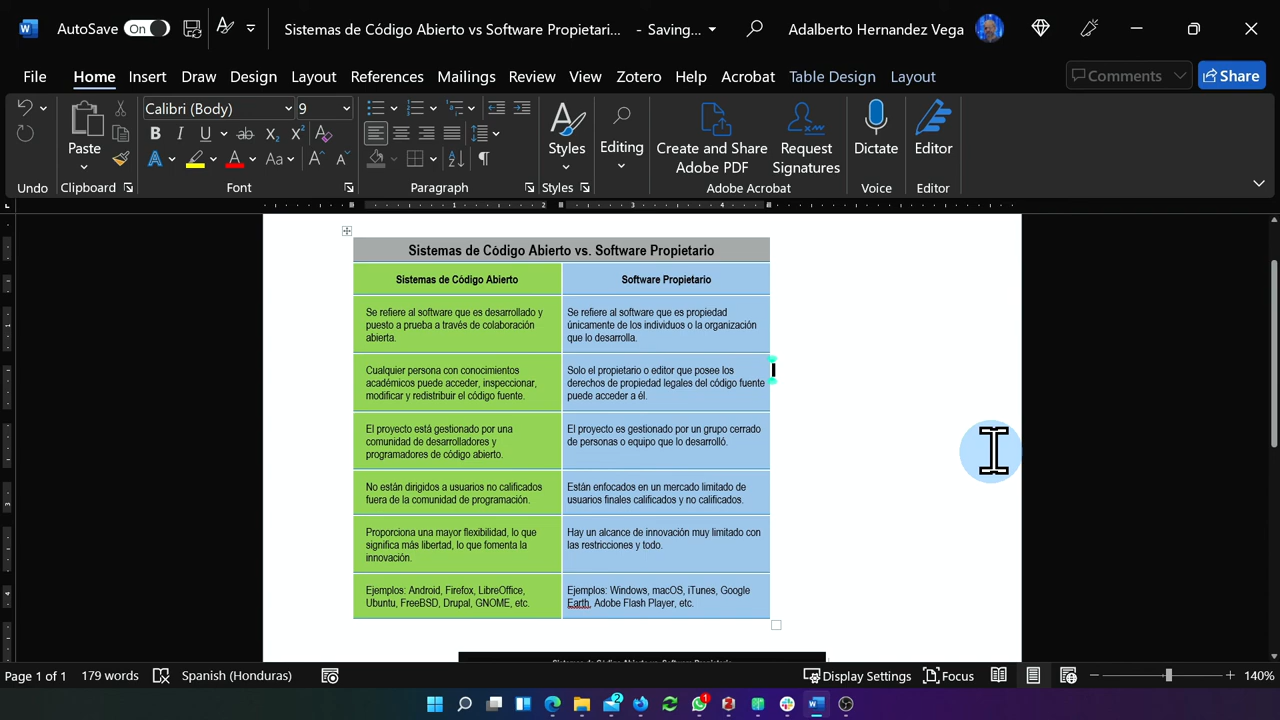 AutoSave On Sistemas de Código Abierto vs Software Propietari... - Saving... Adalberto Hernandez Vega
File Home Insert Draw Design Layout References Mailings Review View Zotero Help Acrobat Table Design Layout Comments Share
Calibri (Body) 9
Paste Styles Editing Create and Share Adobe PDF Request Signatures Dictate Editor
Undo Clipboard Font Paragraph Styles Adobe Acrobat Voice Editor
Sistemas de Código Abierto vs. Software Propietario
Sistemas de Código Abierto
Software Propietario
Se refiere al software que es desarrollado y
puesto a prueba a través de colaboración
abierta.
Se refiere al software que es propiedad
únicamente de los individuos o la organización
que lo desarrolla.
Cualquier persona con conocimientos
académicos puede acceder, inspeccionar,
modificar y redistribuir el código fuente.
Solo el propietario o editor que posee los
derechos de propiedad legales del código fuente
puede acceder a él.
El proyecto está gestionado por una
comunidad de desarrolladores y
programadores de código abierto.
El proyecto es gestionado por un grupo cerrado
de personas o equipo que lo desarrolló.
No están dirigidos a usuarios no calificados
fuera de la comunidad de programación.
Están enfocados en un mercado limitado de
usuarios finales calificados y no calificados.
Proporciona una mayor flexibilidad, lo que
significa más libertad, lo que fomenta la
innovación.
Hay un alcance de innovación muy limitado con
las restricciones y todo.
Ejemplos: Android, Firefox, LibreOffice,
Ubuntu, FreeBSD, Drupal, GNOME, etc.
Ejemplos: Windows, macOS, iTunes, Google
Earth, Adobe Flash Player, etc.
Page 1 of 1 179 words Spanish (Honduras) Display Settings Focus 140%